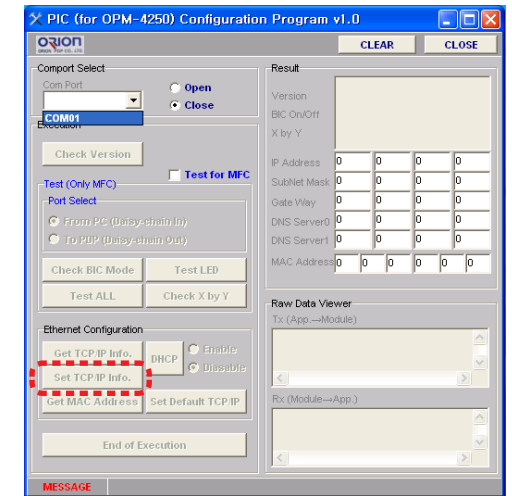 PIC (for OPM-4250) Configuration Program v1.0
ORION
CLEAR
CLOSE
Comport Select
Com Port
Open
Close
COM01
Execution
Check Version
Test for MFC
Test (Only MFC)
Port Select
From PC (Daisy-chain In)
To PDP (Daisy-chain Out)
Check BIC Mode
Test LED
Test ALL
Check X by Y
Ethernet Configuration
Get TCP/IP Info.
DHCP
Enable
Diasable
Set TCP/IP Info.
Get MAC Address
Set Default TCP/IP
End of Execution
MESSAGE
Result
Version
BIC On/Off
X by Y
IP Address 0 0 0 0
SubNet Mask 0 0 0 0
Gate Way 0 0 0 0
DNS Server0 0 0 0 0
DNS Server1 0 0 0 0
MAC Address 0 0 0 0 0 0
Raw Data Viewer
Tx (App.→Module)
Rx (Module→App.)